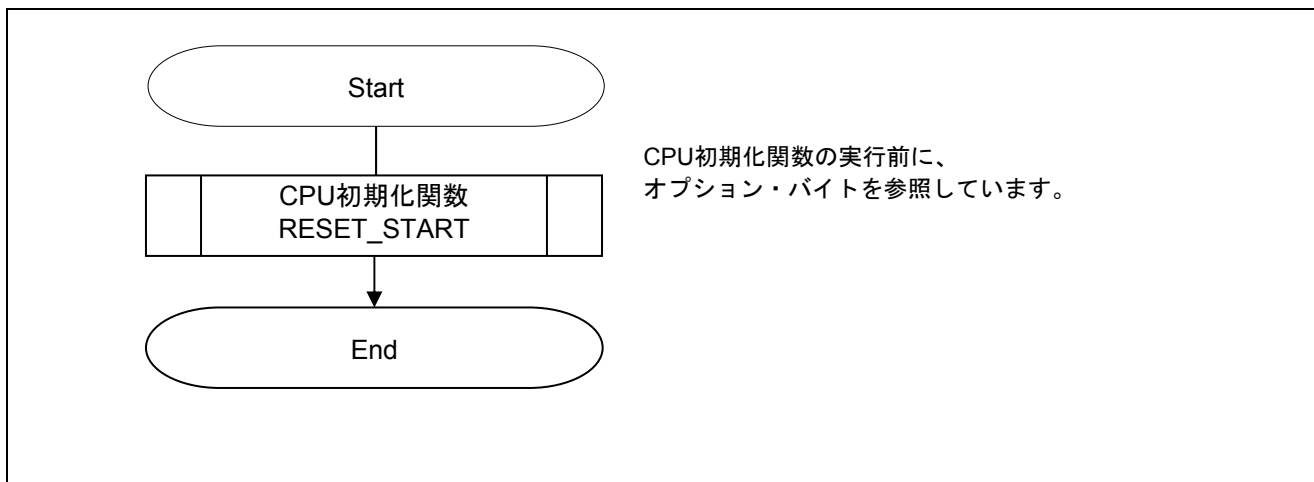 Start
CPU初期化関数の実行前に、
オプション・バイトを参照しています。
CPU初期化関数
RESET_START
End